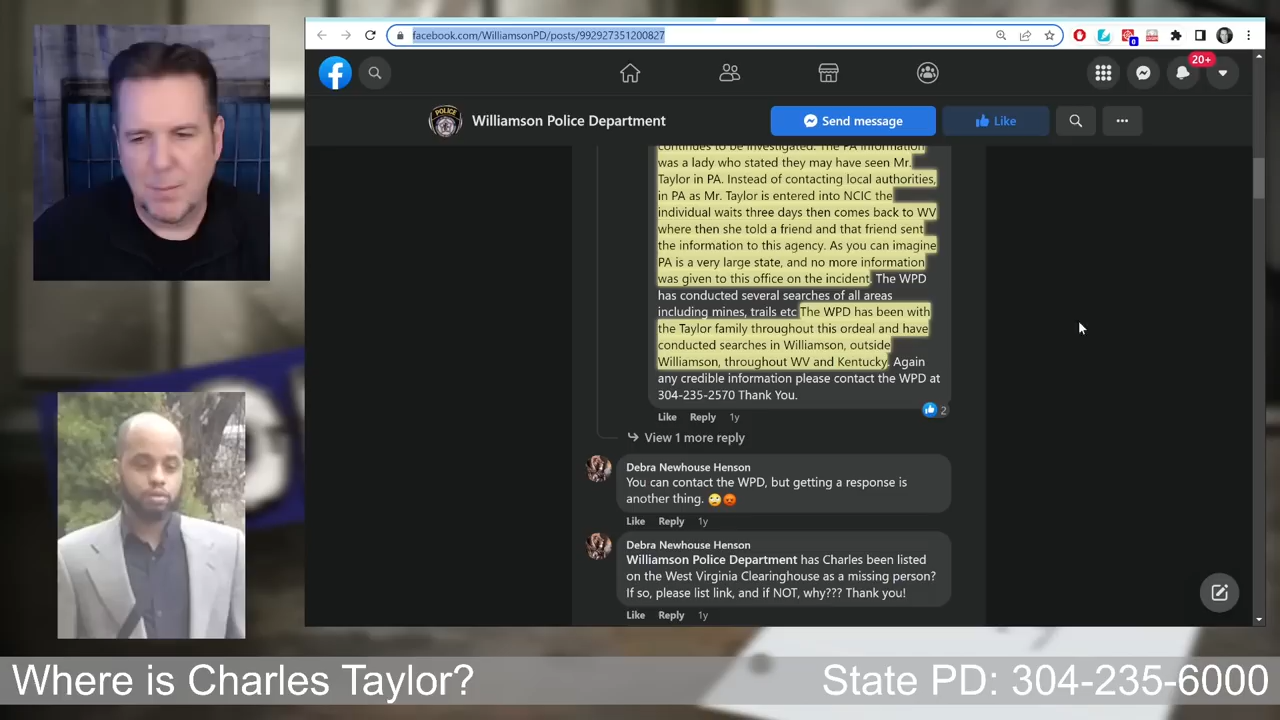 facebook.com/WilliamsonPD/posts/992927351200827
20+
POLICE
Williamson Police Department
Send message
Like
continues to be investigated. The PA information
was a lady who stated they may have seen Mr.
Taylor in PA. Instead of contacting local authorities,
in PA as Mr. Taylor is entered into NCIC the
individual waits three days then comes back to WV
where then she told a friend and that friend sent
the information to this agency. As you can imagine
PA is a very large state, and no more information
was given to this office on the incident. The WPD
has conducted several searches of all areas
including mines, trails etc The WPD has been with
the Taylor family throughout this ordeal and have
conducted searches in Williamson, outside
Williamson, throughout WV and Kentucky. Again
any credible information please contact the WPD at
304-235-2570 Thank You.
2
Like Reply 1y
View 1 more reply
Debra Newhouse Henson
You can contact the WPD, but getting a response is
another thing. 🙄😡
Like Reply 1y
Debra Newhouse Henson
Williamson Police Department has Charles been listed
on the West Virginia Clearinghouse as a missing person?
If so, please list link, and if NOT, why??? Thank you!
Like Reply 1y
Where is Charles Taylor?
State PD: 304-235-6000